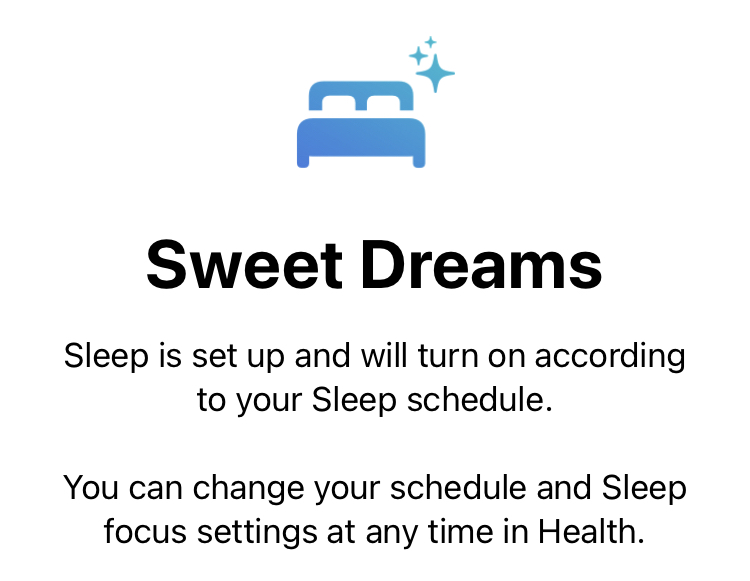 Sweet Dreams
Sleep is set up and will turn on according
to your Sleep schedule.
You can change your schedule and Sleep
focus settings at any time in Health.